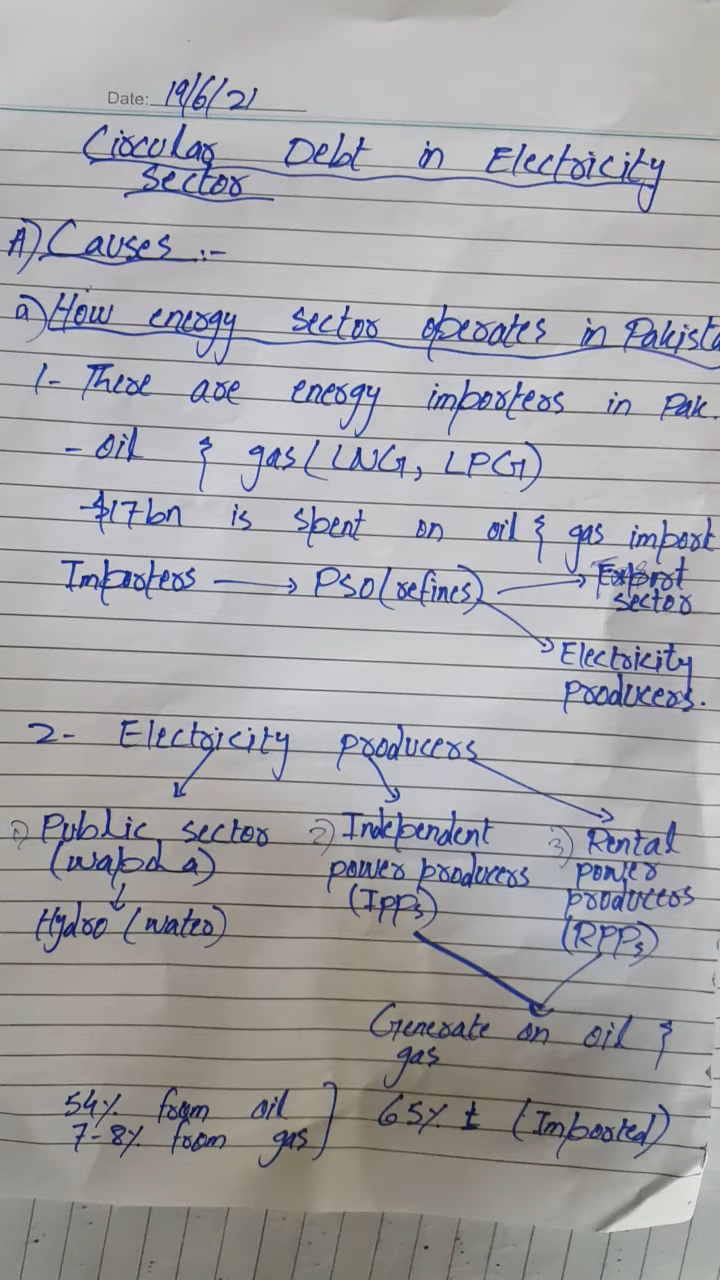 Date: 19/6/21
Circular Debt in Electricity
Sector
A) Causes :-
a) How energy sector operates in Pakista
1- There are energy importers in Pak.
- oil & gas (LNG, LPG)
- $17bn is spent on oil & gas import
Importers → PSO (refines) → Export
sector
→ Electricity
producers.
2- Electricity producers
1) Public sector
(wapda)
Hydro (water)
2) Independent
power producers
(IPPs)
3) Rental
power
producers
(RPPs)
Generate on oil &
gas
54% from oil
7-8% from gas
65% ± (Imported)